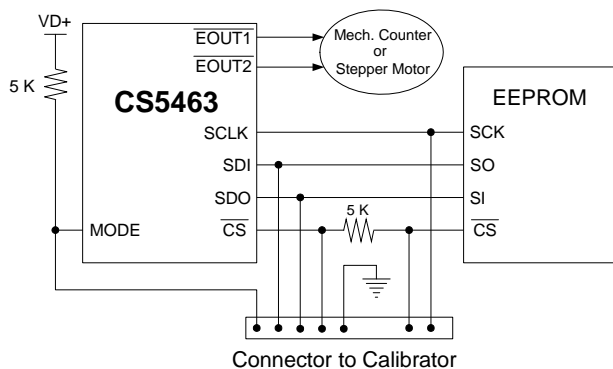 VD+
5 K
CS5463
EOUT1
EOUT2
SCLK
SDI
SDO
CS
MODE
Mech. Counter
or
Stepper Motor
5 K
EEPROM
SCK
SO
SI
CS
Connector to Calibrator